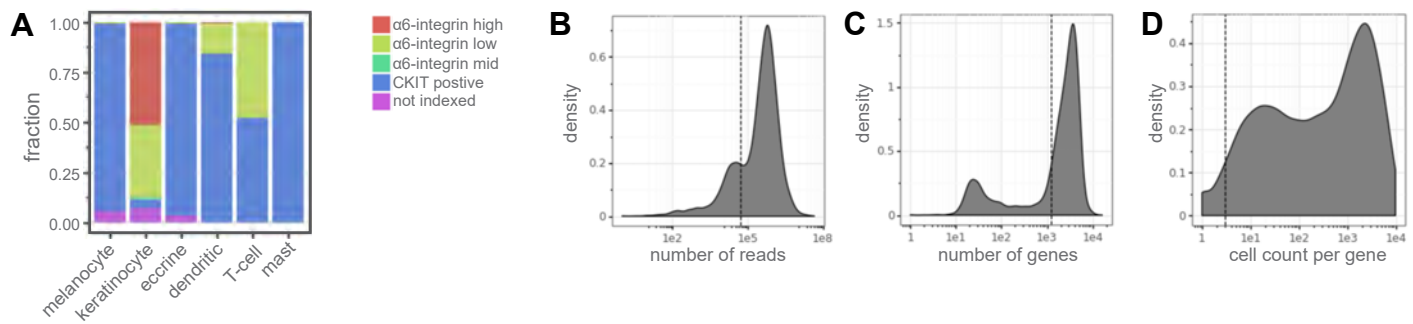 A
1.00
0.75
0.50
0.25
0.00
fraction
melanocyte
keratinocyte
eccrine
dendritic
T-cell
mast
α6-integrin high
α6-integrin low
α6-integrin mid
CKIT postive
not indexed
B
0.6
0.4
0.2
0
density
1e2 1e5 1e8
number of reads
C
1.5
1
0.5
0
density
1 1e1 1e2 1e3 1e4
number of genes
D
0.4
0.3
0.2
0.1
0
density
1 1e1 1e2 1e3 1e4
cell count per gene